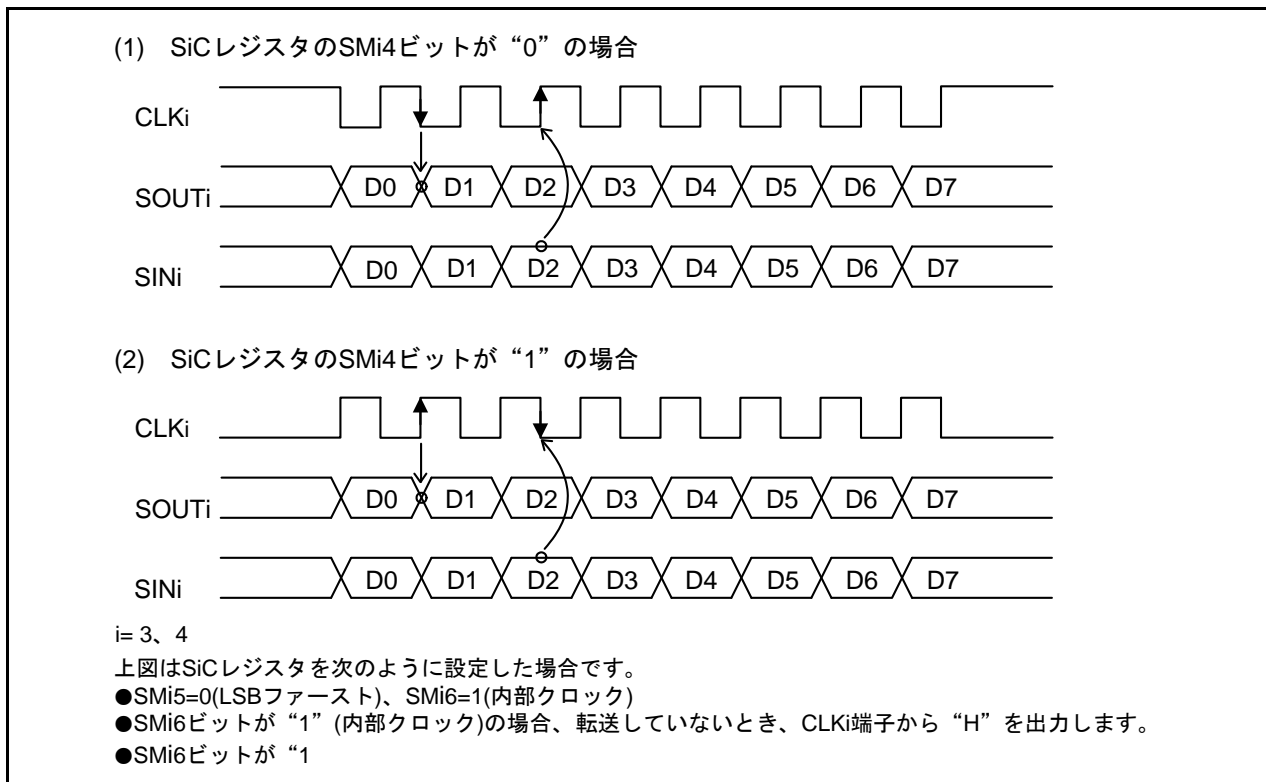 (1) SiCレジスタのSMi4ビットが“0”の場合
CLKi
SOUTi D0 D1 D2 D3 D4 D5 D6 D7
SINi D0 D1 D2 D3 D4 D5 D6 D7
(2) SiCレジスタのSMi4ビットが“1”の場合
CLKi
SOUTi D0 D1 D2 D3 D4 D5 D6 D7
SINi D0 D1 D2 D3 D4 D5 D6 D7
i= 3、4
上図はSiCレジスタを次のように設定した場合です。
●SMi5=0(LSBファースト)、SMi6=1(内部クロック)
●SMi6ビットが“1”(内部クロック)の場合、転送していないとき、CLKi端子から“H”を出力します。
●SMi6ビットが“1